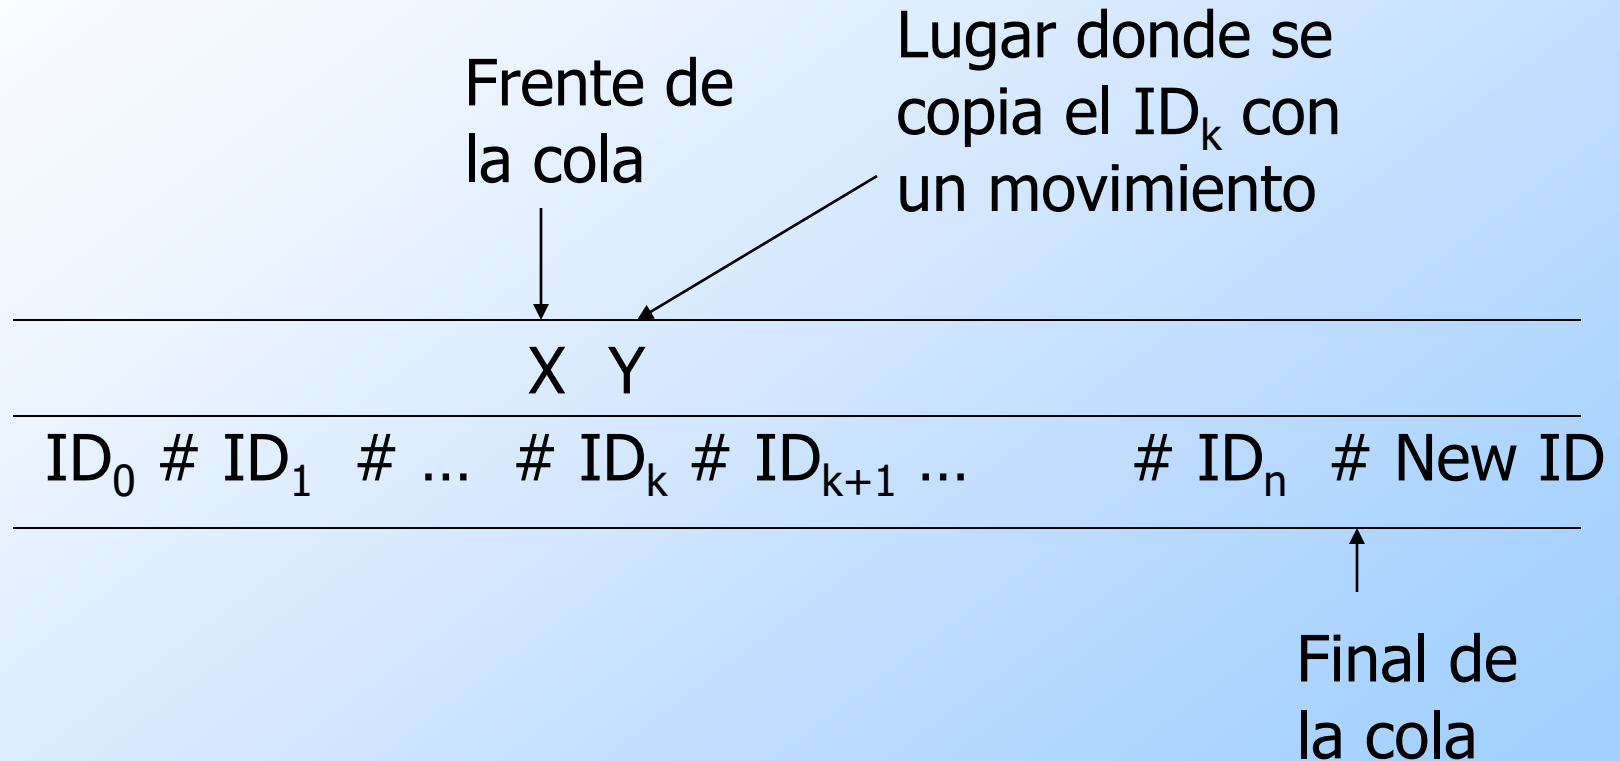 Frente de
la cola
Lugar donde se
copia el IDk con
un movimiento
X Y
ID0 # ID1 # ... # IDk # IDk+1 ... # IDn # New ID
Final de
la cola